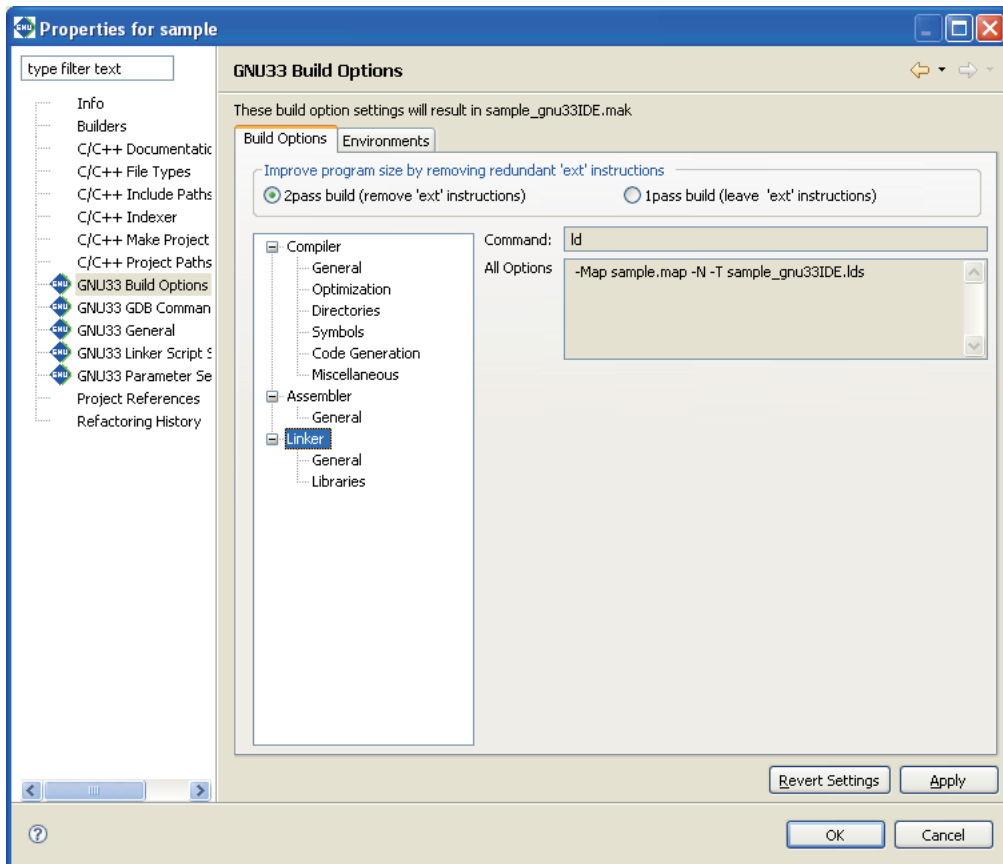 Properties for sample
type filter text
Info
Builders
C/C++ Documentatic
C/C++ File Types
C/C++ Include Paths
C/C++ Indexer
C/C++ Make Project
C/C++ Project Paths
GNU33 Build Options
GNU33 GDB Comman
GNU33 General
GNU33 Linker Script S
GNU33 Parameter Se
Project References
Refactoring History
GNU33 Build Options
These build option settings will result in sample_gnu33IDE.mak
Build Options Environments
Improve program size by removing redundant 'ext' instructions
2pass build (remove 'ext' instructions) 1pass build (leave 'ext' instructions)
Compiler
General
Optimization
Directories
Symbols
Code Generation
Miscellaneous
Assembler
General
Linker
General
Libraries
Command: ld
All Options -Map sample.map -N -T sample_gnu33IDE.lds
Revert Settings Apply
OK Cancel